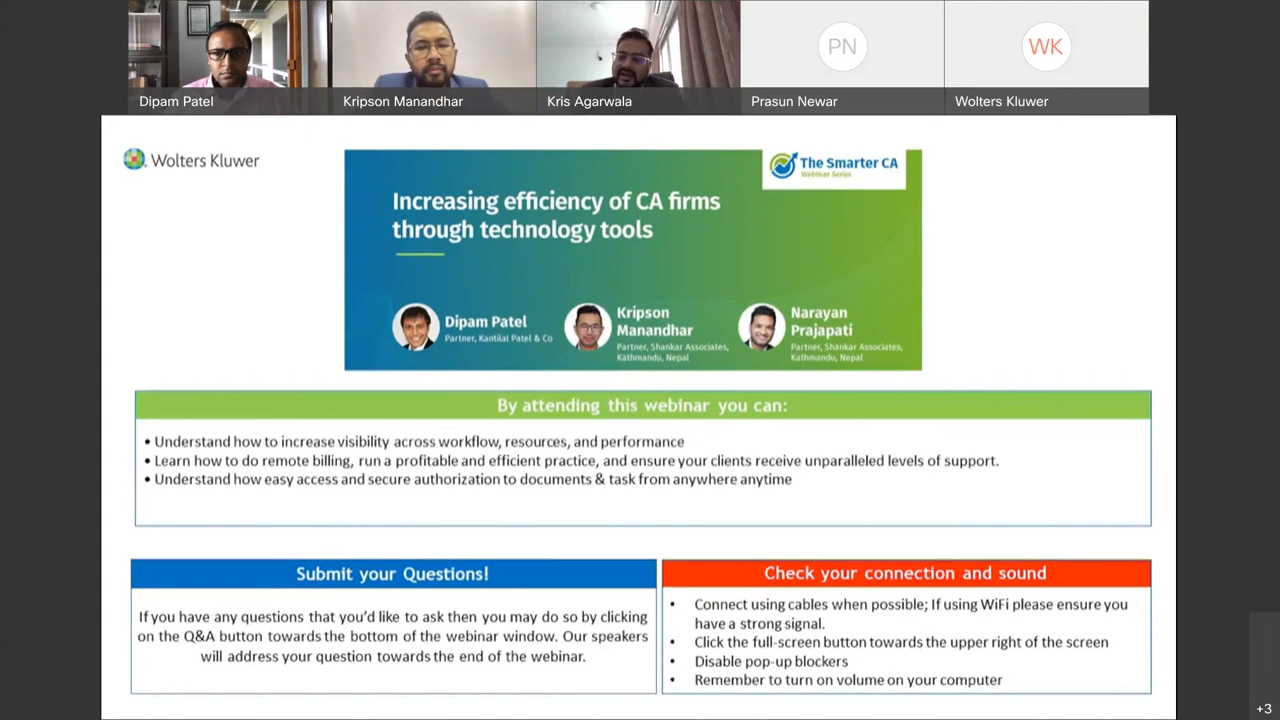 Dipam Patel
Kripson Manandhar
Kris Agarwala
PN
Prasun Newar
WK
Wolters Kluwer
Wolters Kluwer
The Smarter CA
Webinar Series
Increasing efficiency of CA firms
through technology tools
Dipam Patel
Partner, Kantilal Patel & Co
Kripson
Manandhar
Partner, Shankar Associates,
Kathmandu, Nepal
Narayan
Prajapati
Partner, Shankar Associates,
Kathmandu, Nepal
By attending this webinar you can:
• Understand how to increase visibility across workflow, resources, and performance
• Learn how to do remote billing, run a profitable and efficient practice, and ensure your clients receive unparalleled levels of support.
• Understand how easy access and secure authorization to documents & task from anywhere anytime
Submit your Questions!
If you have any questions that you'd like to ask then you may do so by clicking
on the Q&A button towards the bottom of the webinar window. Our speakers
will address your question towards the end of the webinar.
Check your connection and sound
• Connect using cables when possible; If using WiFi please ensure you
have a strong signal.
• Click the full-screen button towards the upper right of the screen
• Disable pop-up blockers
• Remember to turn on volume on your computer
+3